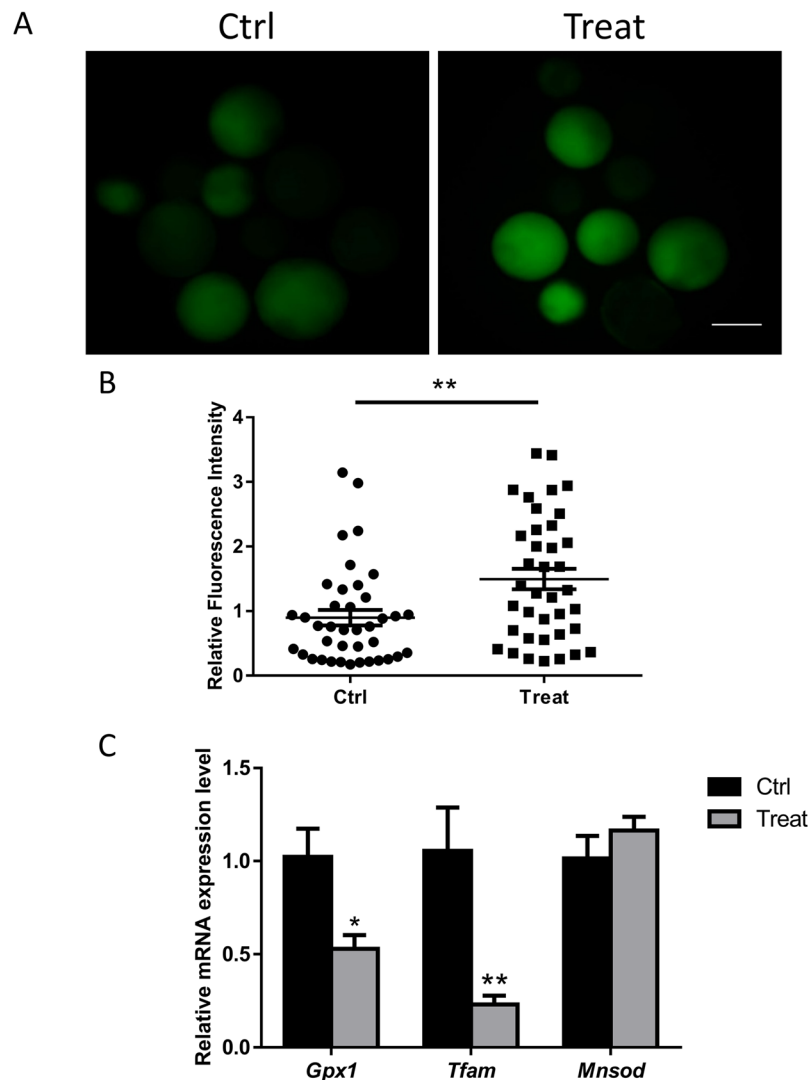 A
Ctrl Treat
B
**
Relative Fluorescence Intensity
4
3
2
1
0
Ctrl Treat
C
Relative mRNA expression level
1.5
1.0
0.5
0.0
*
**
Ctrl
Treat
Gpx1 Tfam Mnsod